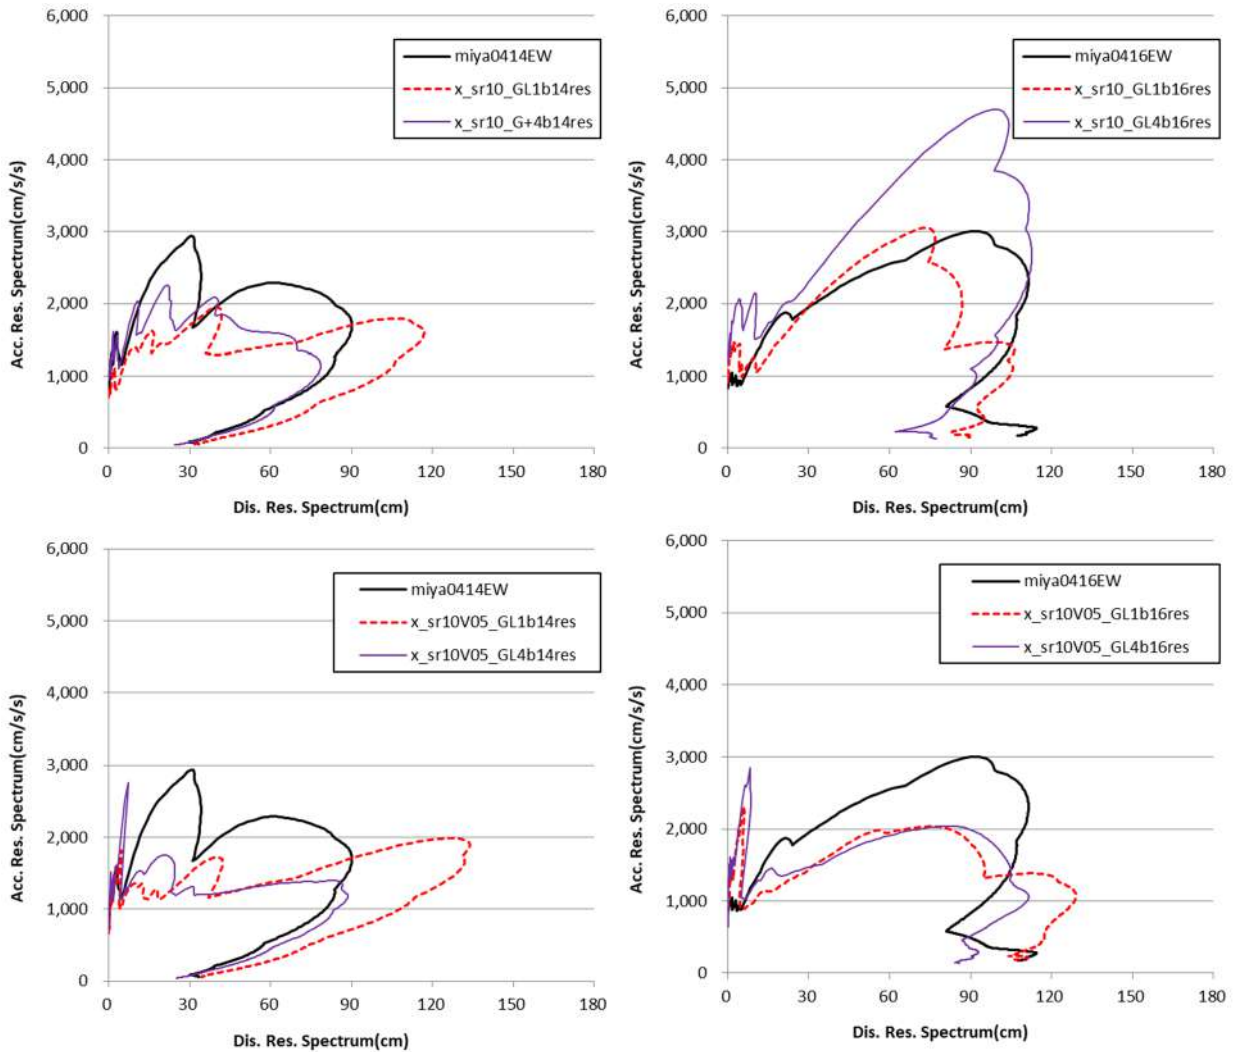 6,000
5,000
4,000
3,000
2,000
1,000
0
0 30 60 90 120 150 180
Acc. Res. Spectrum(cm/s/s)
Dis. Res. Spectrum(cm)
miya0414EW
x_sr10_GL1b14res
x_sr10_G+4b14res
6,000
5,000
4,000
3,000
2,000
1,000
0
0 30 60 90 120 150 180
Acc. Res. Spectrum(cm/s/s)
Dis. Res. Spectrum(cm)
miya0416EW
x_sr10_GL1b16res
x_sr10_GL4b16res
6,000
5,000
4,000
3,000
2,000
1,000
0
0 30 60 90 120 150 180
Acc. Res. Spectrum(cm/s/s)
Dis. Res. Spectrum(cm)
miya0414EW
x_sr10V05_GL1b14res
x_sr10V05_GL4b14res
6,000
5,000
4,000
3,000
2,000
1,000
0
0 30 60 90 120 150 180
Acc. Res. Spectrum(cm/s/s)
Dis. Res. Spectrum(cm)
miya0416EW
x_sr10V05_GL1b16res
x_sr10V05_GL4b16res